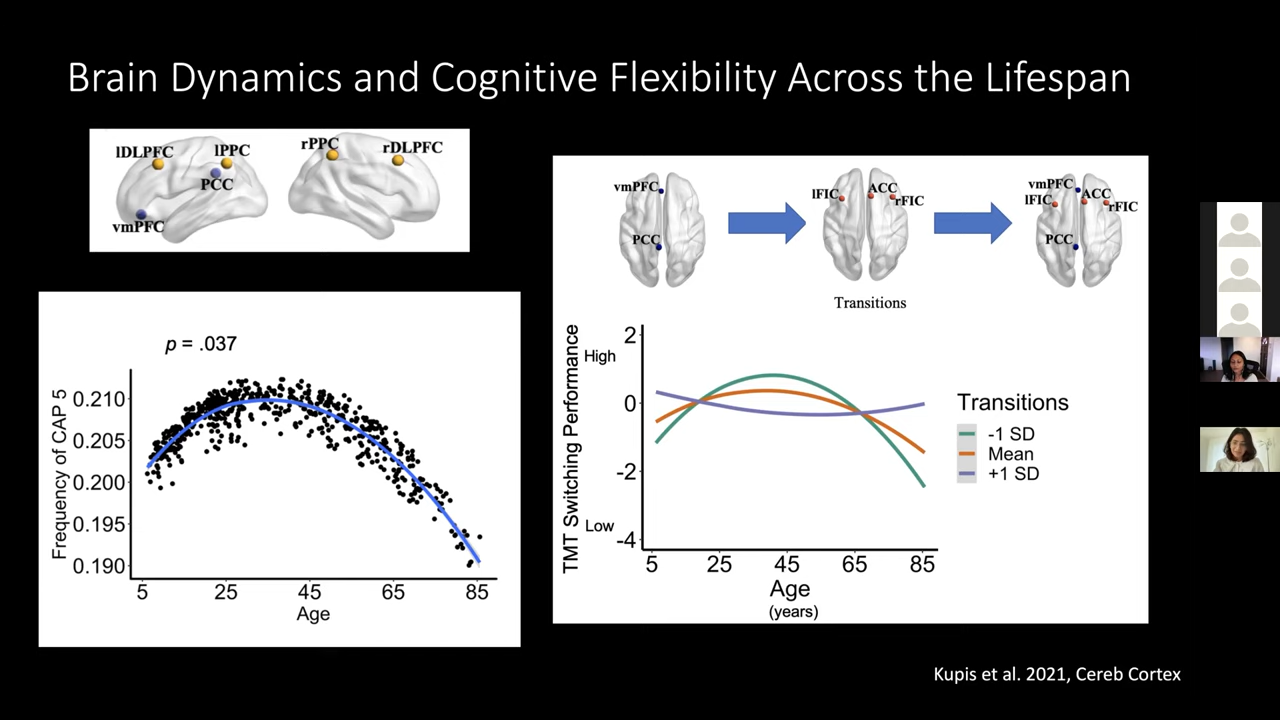 Brain Dynamics and Cognitive Flexibility Across the Lifespan
lDLPFC
lPPC
PCC
vmPFC
rPPC
rDLPFC
p = .037
Frequency of CAP 5
0.210
0.205
0.200
0.195
0.190
5 25 45 65 85
Age
vmPFC
PCC
lFIC
ACC
rFIC
vmPFC
lFIC
ACC
rFIC
PCC
Transitions
TMT Switching Performance
High
Low
2
0
-2
-4
5 25 45 65 85
Age
(years)
Transitions
-1 SD
Mean
+1 SD
Kupis et al. 2021, Cereb Cortex